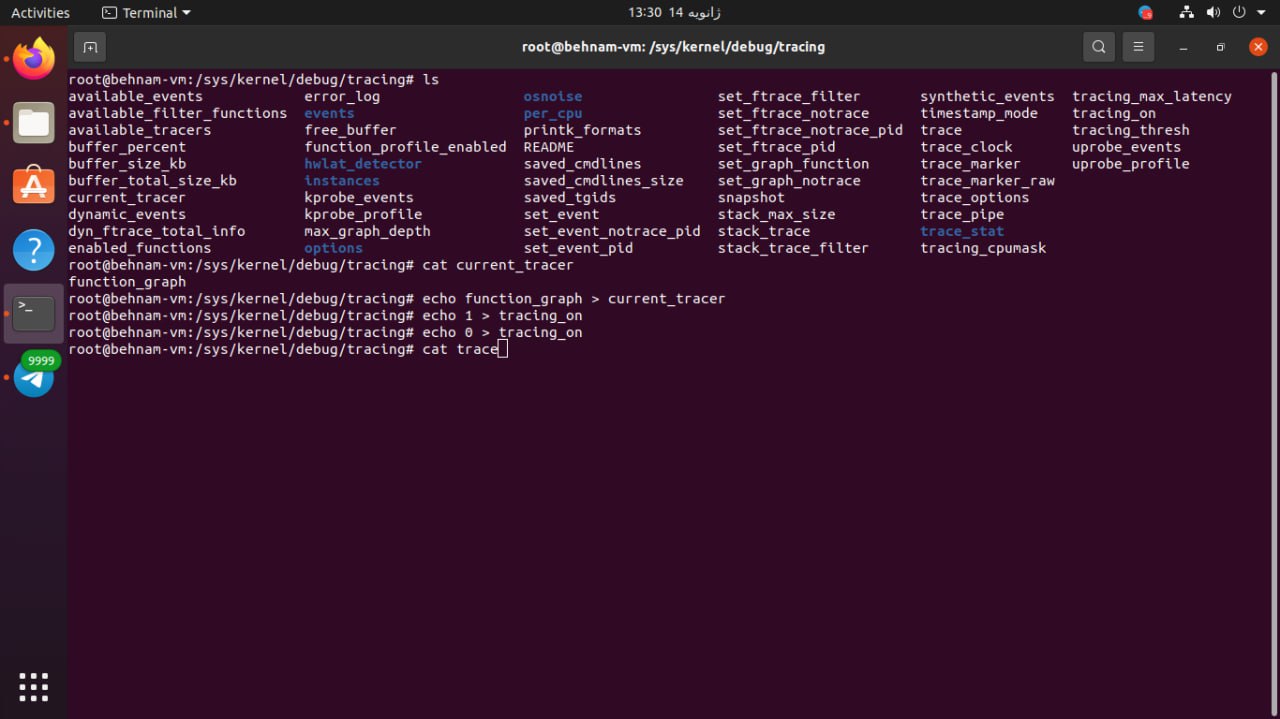 Activities Terminal 13:30 14 ژانویه
root@behnam-vm: /sys/kernel/debug/tracing
root@behnam-vm:/sys/kernel/debug/tracing# ls
available_events error_log osnoise set_ftrace_filter synthetic_events tracing_max_latency
available_filter_functions events per_cpu set_ftrace_notrace timestamp_mode tracing_on
available_tracers free_buffer printk_formats set_ftrace_notrace_pid trace tracing_thresh
buffer_percent function_profile_enabled README set_ftrace_pid trace_clock uprobe_events
buffer_size_kb hwlat_detector saved_cmdlines set_graph_function trace_marker uprobe_profile
buffer_total_size_kb instances saved_cmdlines_size set_graph_notrace trace_marker_raw
current_tracer kprobe_events saved_tgids snapshot trace_options
dynamic_events kprobe_profile set_event stack_max_size trace_pipe
dyn_ftrace_total_info max_graph_depth set_event_notrace_pid stack_trace trace_stat
enabled_functions options set_event_pid stack_trace_filter tracing_cpumask
root@behnam-vm:/sys/kernel/debug/tracing# cat current_tracer
function_graph
root@behnam-vm:/sys/kernel/debug/tracing# echo function_graph > current_tracer
root@behnam-vm:/sys/kernel/debug/tracing# echo 1 > tracing_on
root@behnam-vm:/sys/kernel/debug/tracing# echo 0 > tracing_on
root@behnam-vm:/sys/kernel/debug/tracing# cat trace
9999